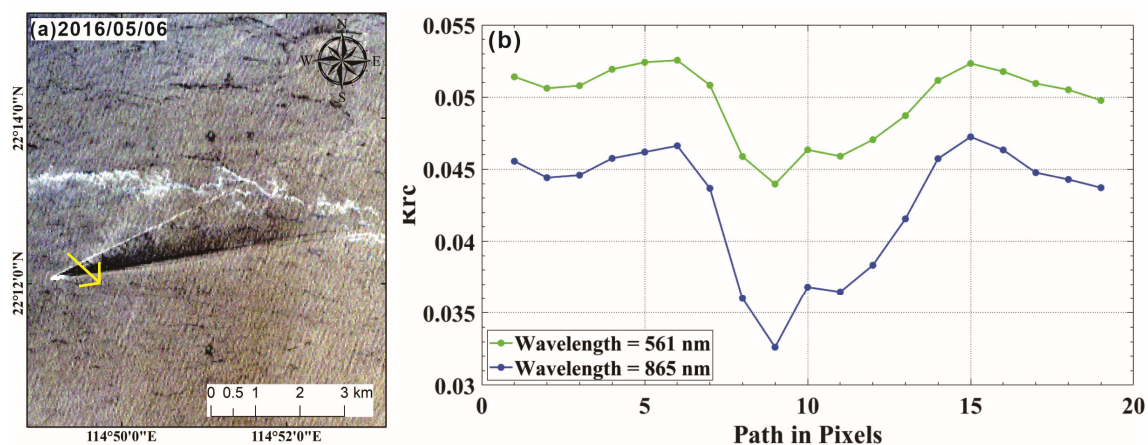 (a)2016/05/06
N
W
E
S
22°14'0"N
22°12'0"N
0 0.5 1 2 3 km
114°50'0"E
114°52'0"E
(b)
0.055
0.05
0.045
0.04
0.035
0.03
Rrc
Wavelength = 561 nm
Wavelength = 865 nm
0 5 10 15 20
Path in Pixels